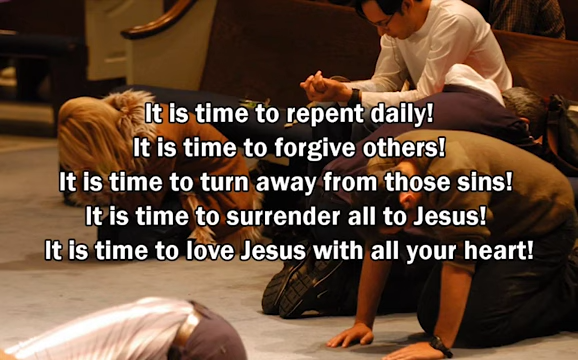 It is time to repent daily!
It is time to forgive others!
It is time to turn away from those sins!
It is time to surrender all to Jesus!
It is time to love Jesus with all your heart!